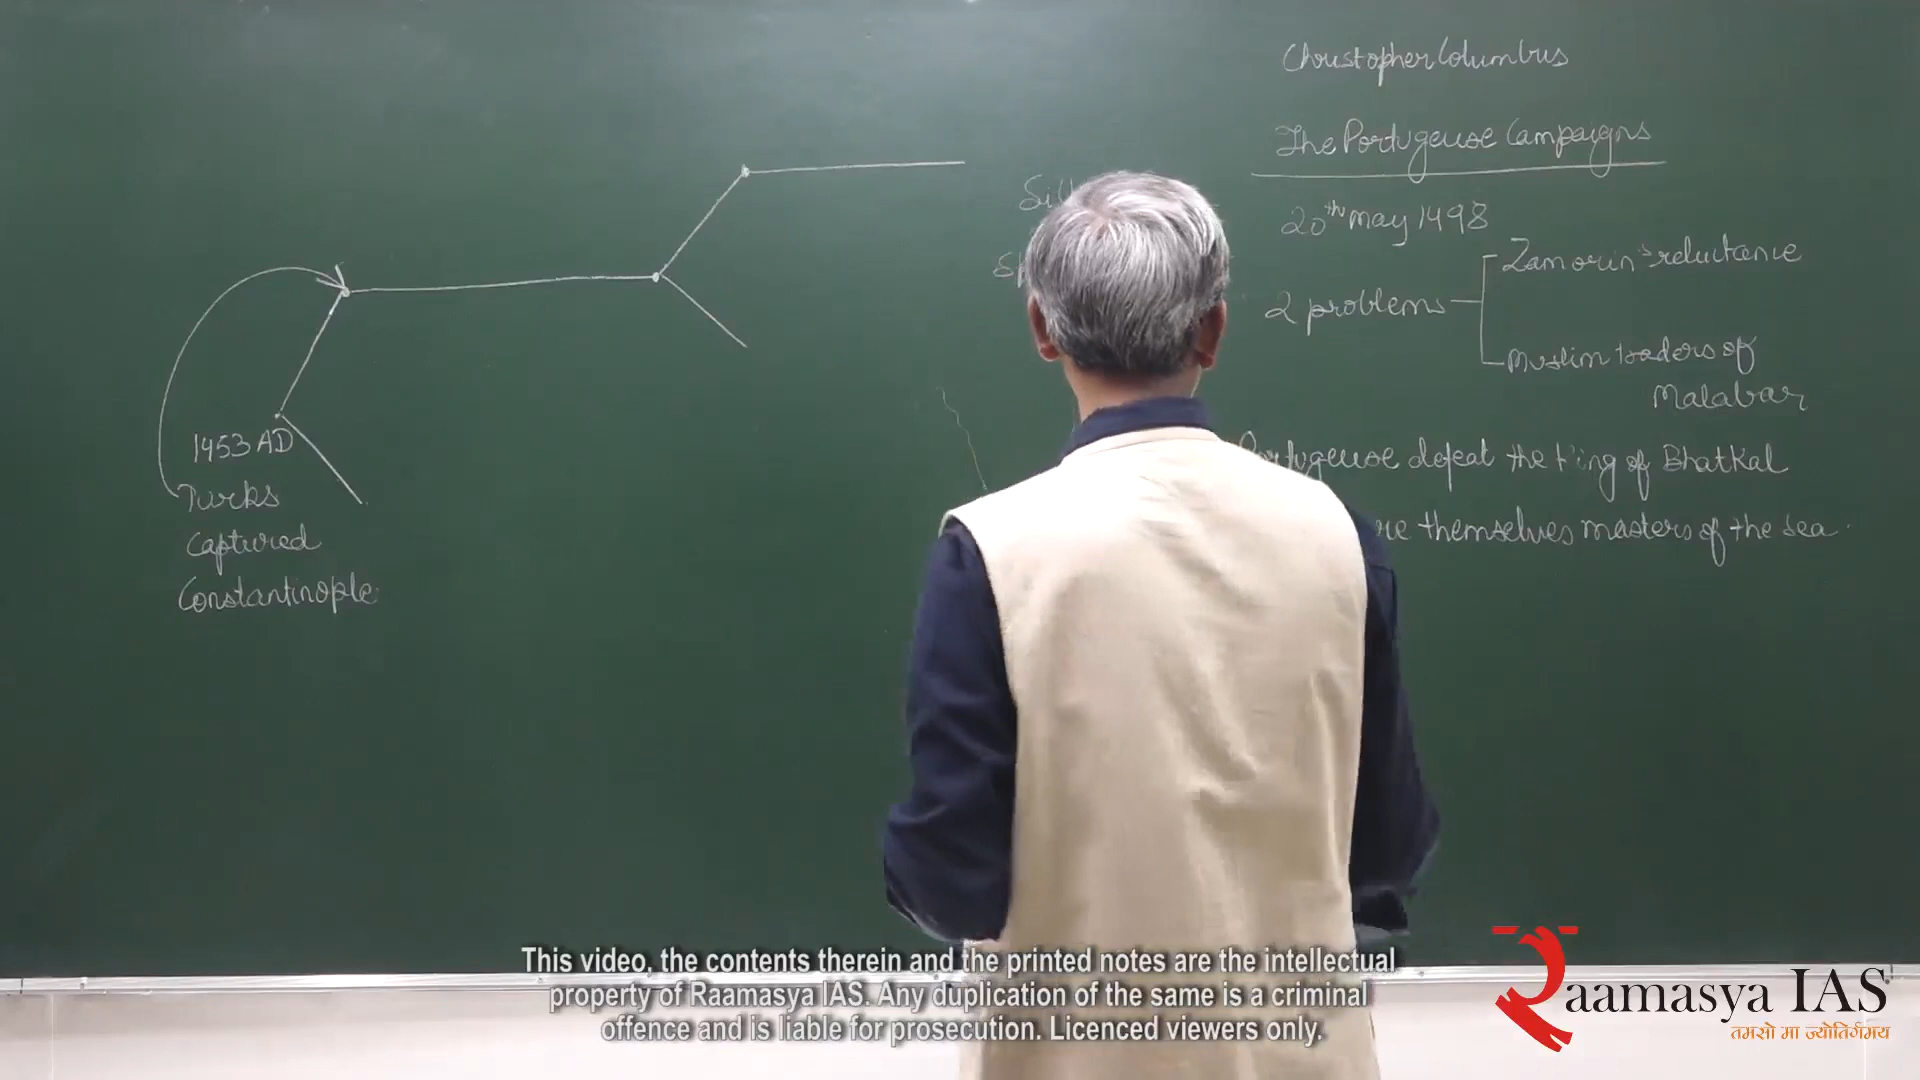 Christopher Columbus
The Portugeuse Campaigns
20th May 1498
Zamorin's reluctance
2 problems
Muslim traders of
Malabar
Portugeuse defeat the King of Bhatkal
themselves masters of the sea.
1453 AD
Turks
Captured
Constantinople
This video, the contents therein and the printed notes are the intellectual
property of Raamasya IAS. Any duplication of the same is a criminal
offence and is liable for prosecution. Licenced viewers only.
Raamasya IAS
तमसो मा ज्योतिर्गमय